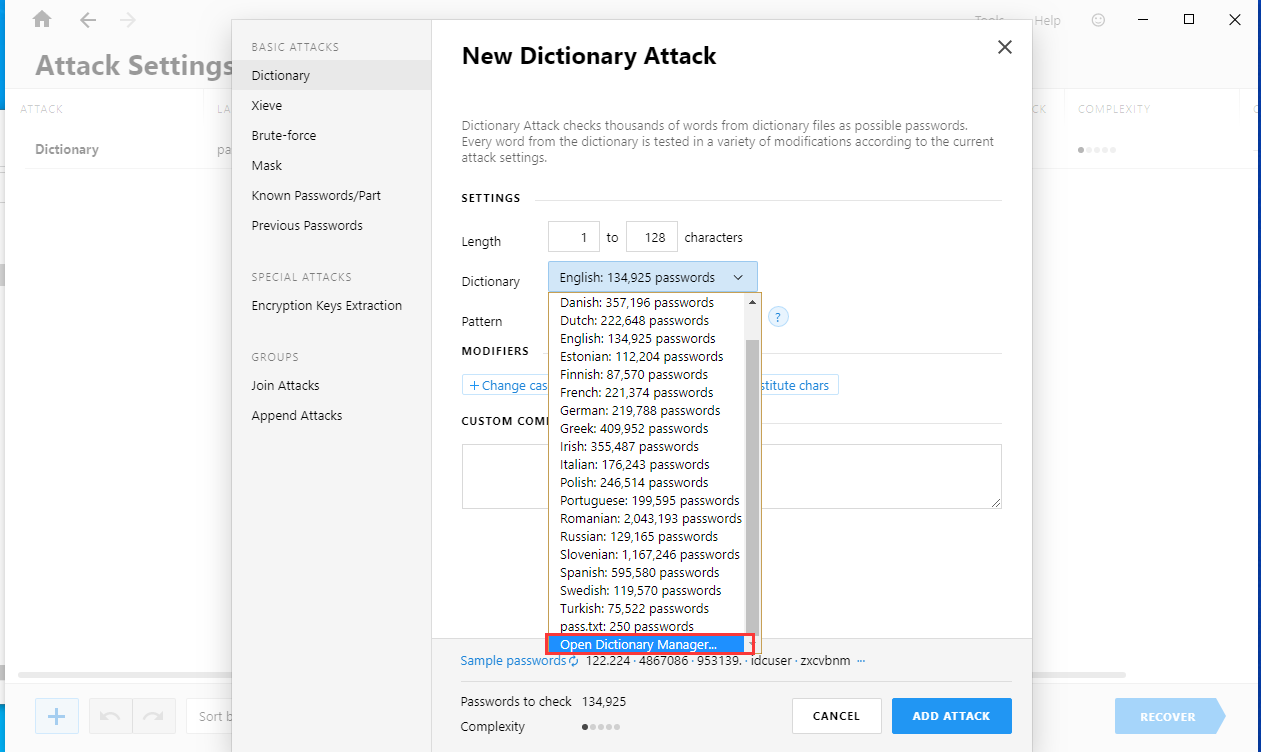 Tools
Help
Attack Settings
ATTACK
LA
CK
COMPLEXITY
Dictionary
pa
BASIC ATTACKS
Dictionary
Xieve
Brute-force
Mask
Known Passwords/Part
Previous Passwords
SPECIAL ATTACKS
Encryption Keys Extraction
GROUPS
Join Attacks
Append Attacks
New Dictionary Attack
Dictionary Attack checks thousands of words from dictionary files as possible passwords.
Every word from the dictionary is tested in a variety of modifications according to the current
attack settings.
SETTINGS
Length 1 to 128 characters
Dictionary English: 134,925 passwords
Pattern ?
MODIFIERS
+ Change cas
stitute chars
CUSTOM COM
Danish: 357,196 passwords
Dutch: 222,648 passwords
English: 134,925 passwords
Estonian: 112,204 passwords
Finnish: 87,570 passwords
French: 221,374 passwords
German: 219,788 passwords
Greek: 409,952 passwords
Irish: 355,487 passwords
Italian: 176,243 passwords
Polish: 246,514 passwords
Portuguese: 199,595 passwords
Romanian: 2,043,193 passwords
Russian: 129,165 passwords
Slovenian: 1,167,246 passwords
Spanish: 595,580 passwords
Swedish: 119,570 passwords
Turkish: 75,522 passwords
pass.txt: 250 passwords
Open Dictionary Manager...
Sample passwords 122.224 · 4867086 · 953139. · idcuser · zxcvbnm ···
Passwords to check 134,925
Complexity
CANCEL
ADD ATTACK
Sort b
RECOVER